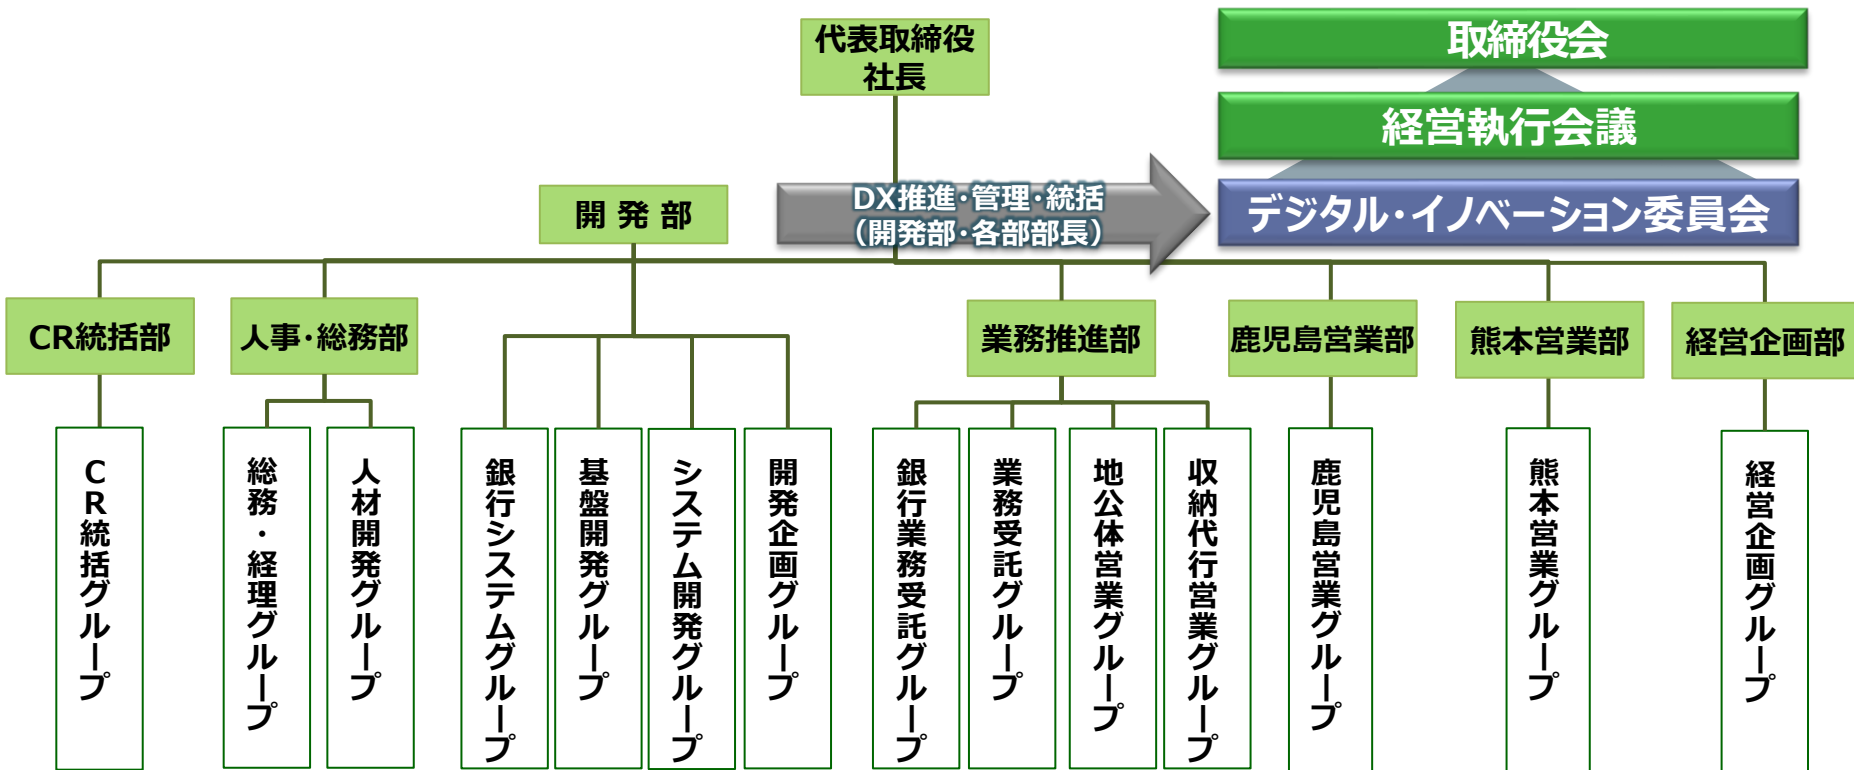 代表取締役
社長
取締役会
経営執行会議
デジタル・イノベーション委員会
DX推進・管理・統括
（開発部・各部部長）
開 発 部
CR統括部
人事・総務部
業務推進部
鹿児島営業部
熊本営業部
経営企画部
CR統括グループ
総務・経理グループ
人材開発グループ
銀行システムグループ
基盤開発グループ
システム開発グループ
開発企画グループ
銀行業務受託グループ
業務受託グループ
地公体営業グループ
収納代行営業グループ
鹿児島営業グループ
熊本営業グループ
経営企画グループ